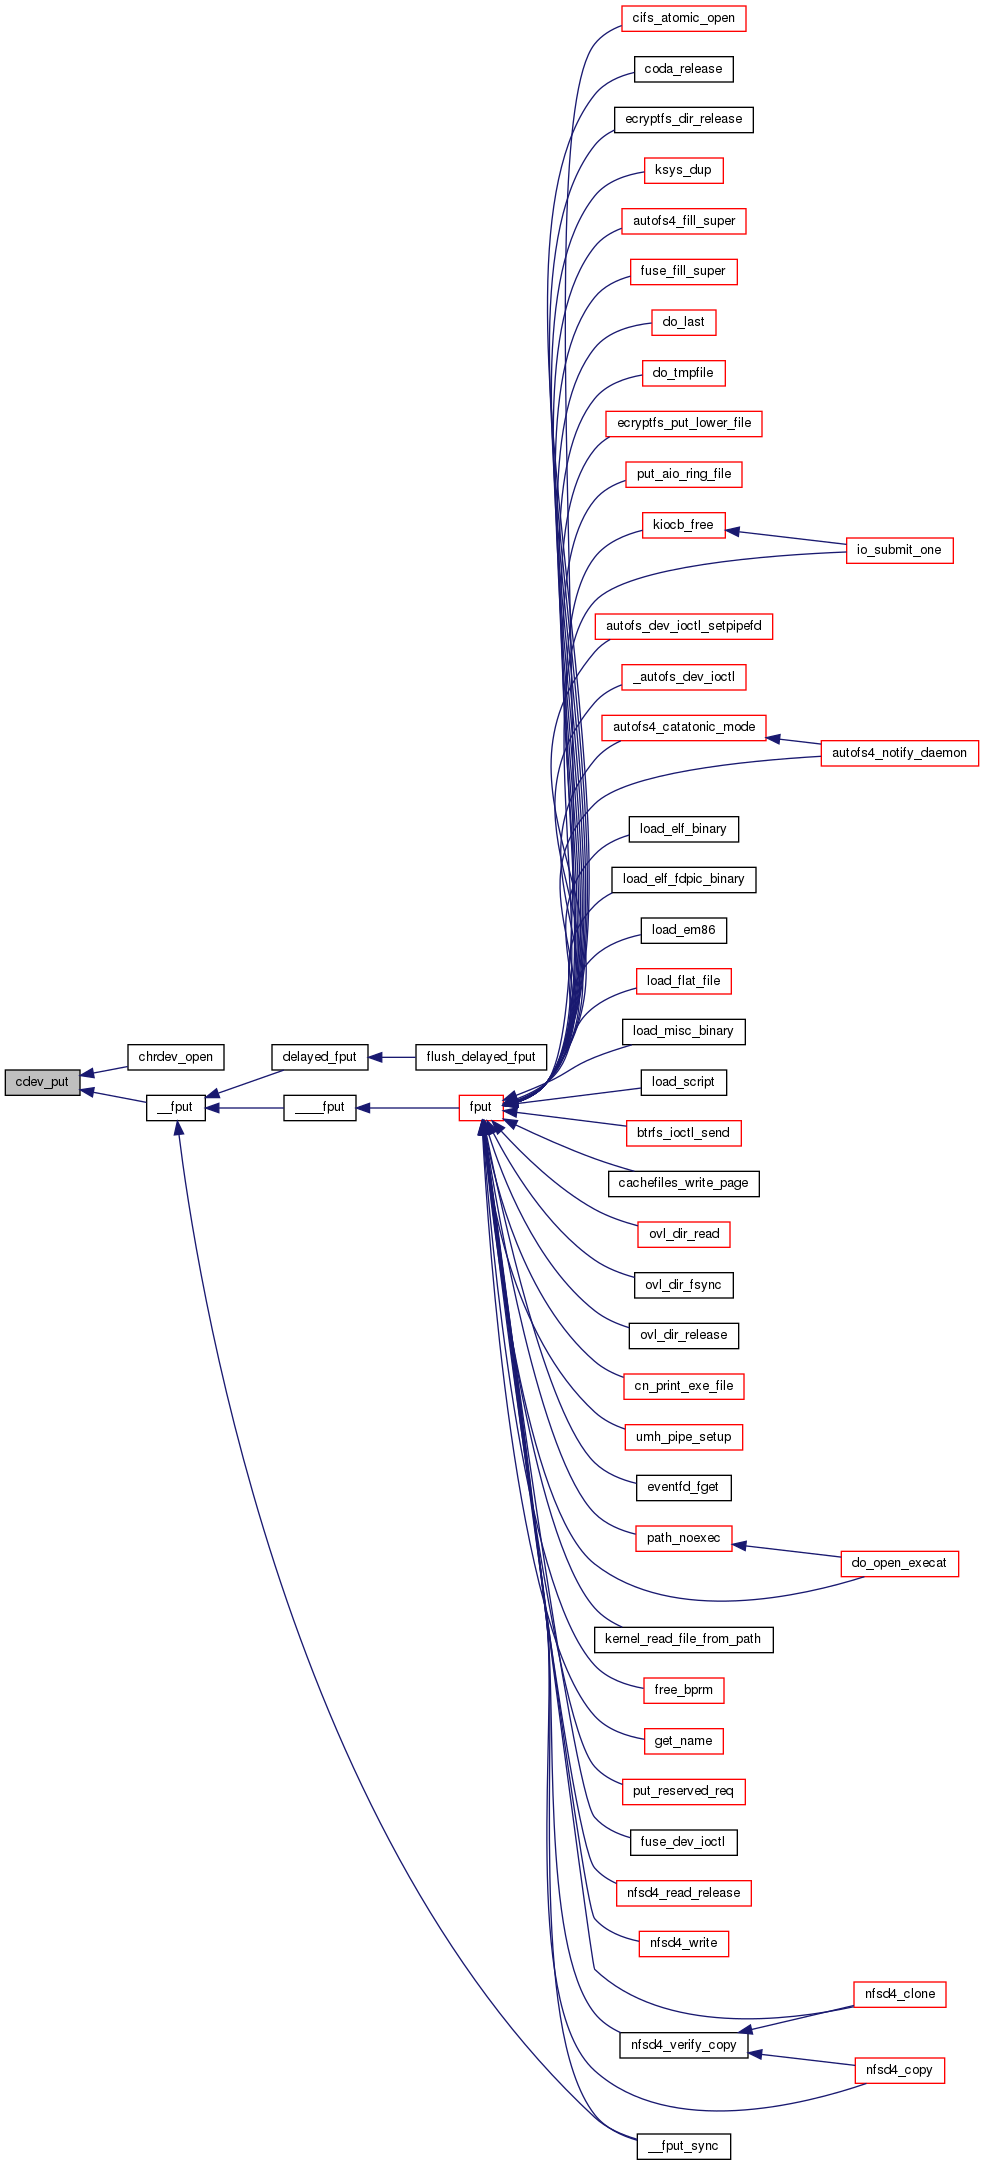 cifs_atomic_open
coda_release
ecryptfs_dir_release
ksys_dup
autofs4_fill_super
fuse_fill_super
do_last
do_tmpfile
ecryptfs_put_lower_file
put_aio_ring_file
kiocb_free
io_submit_one
autofs_dev_ioctl_setpipefd
_autofs_dev_ioctl
autofs4_catatonic_mode
autofs4_notify_daemon
load_elf_binary
load_elf_fdpic_binary
load_em86
load_flat_file
load_misc_binary
chrdev_open
delayed_fput
flush_delayed_fput
cdev_put
load_script
__fput
____fput
fput
btrfs_ioctl_send
cachefiles_write_page
ovl_dir_read
ovl_dir_fsync
ovl_dir_release
cn_print_exe_file
umh_pipe_setup
eventfd_fget
path_noexec
do_open_execat
kernel_read_file_from_path
free_bprm
get_name
put_reserved_req
fuse_dev_ioctl
nfsd4_read_release
nfsd4_write
nfsd4_clone
nfsd4_verify_copy
nfsd4_copy
__fput_sync